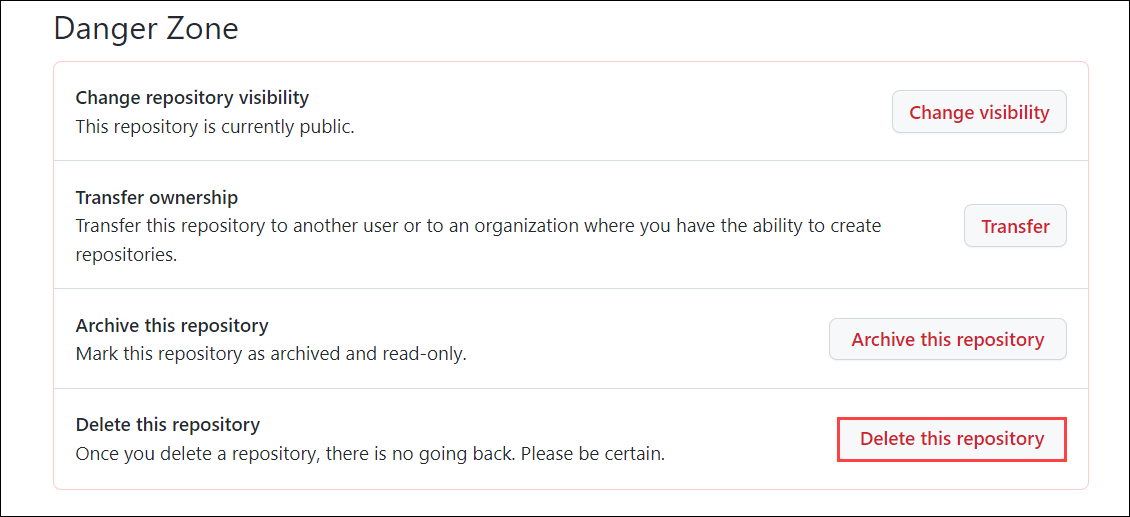 Danger Zone
Change repository visibility
This repository is currently public.
Change visibility
Transfer ownership
Transfer this repository to another user or to an organization where you have the ability to create
repositories.
Transfer
Archive this repository
Mark this repository as archived and read-only.
Archive this repository
Delete this repository
Once you delete a repository, there is no going back. Please be certain.
Delete this repository